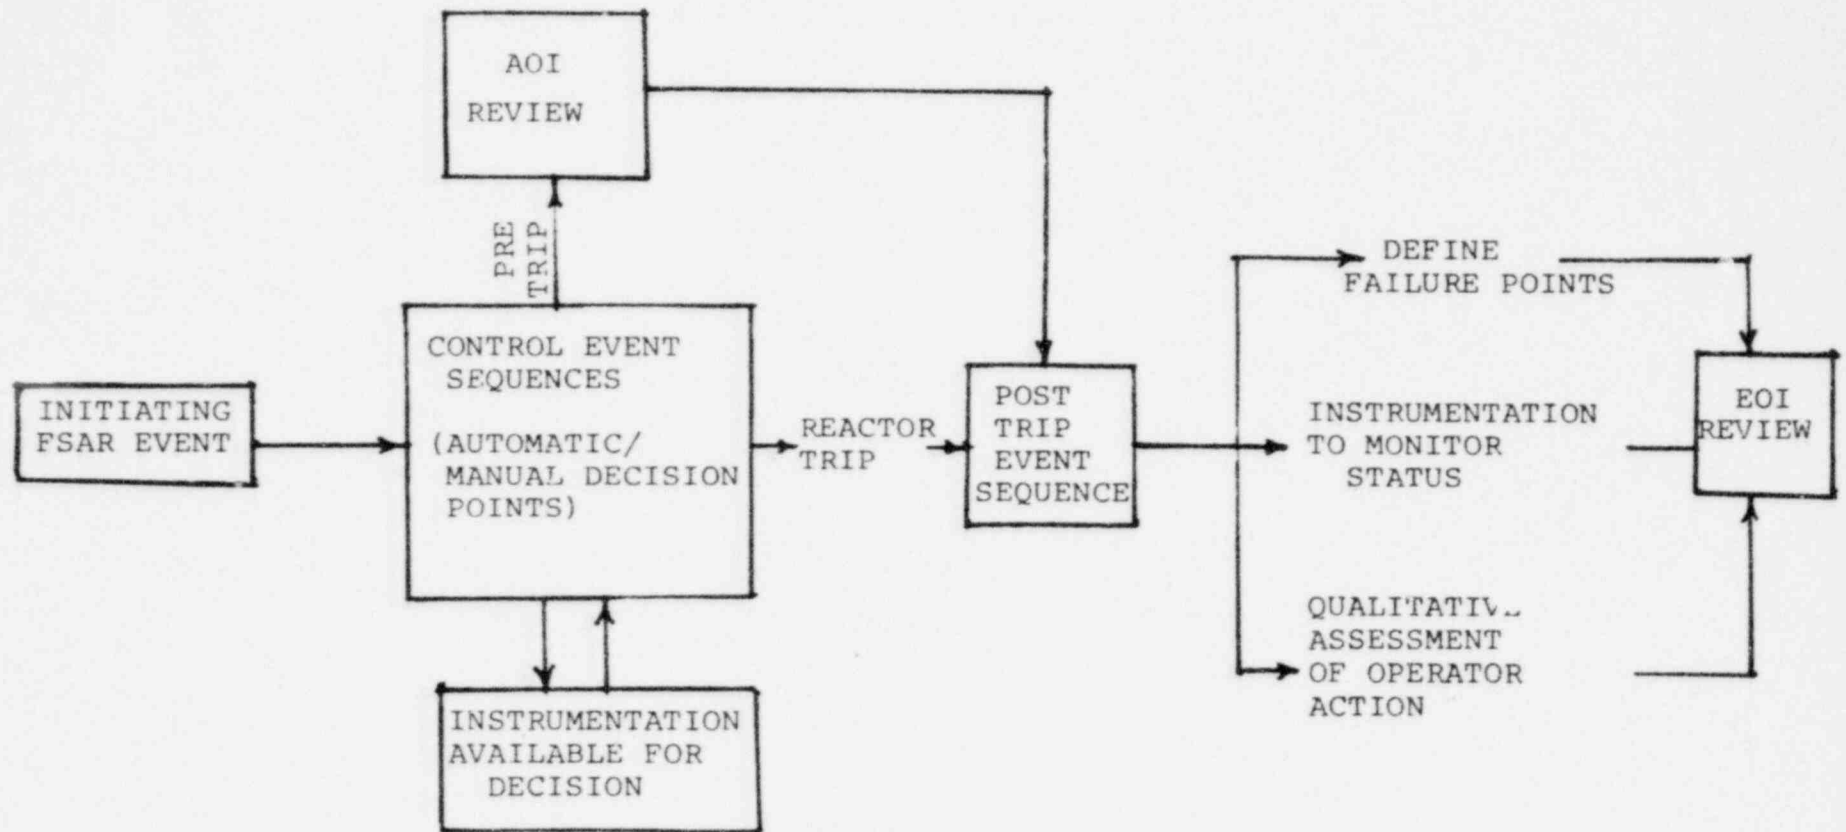 AOI
REVIEW
PRE
TRIP
INITIATING
FSAR EVENT
CONTROL EVENT
SEQUENCES
(AUTOMATIC/
MANUAL DECISION
POINTS)
REACTOR
TRIP
INSTRUMENTATION
AVAILABLE FOR
DECISION
POST
TRIP
EVENT
SEQUENCE
DEFINE
FAILURE POINTS
INSTRUMENTATION
TO MONITOR
STATUS
QUALITATIV
ASSESSMENT
OF OPERATOR
ACTION
EOI
REVIEW